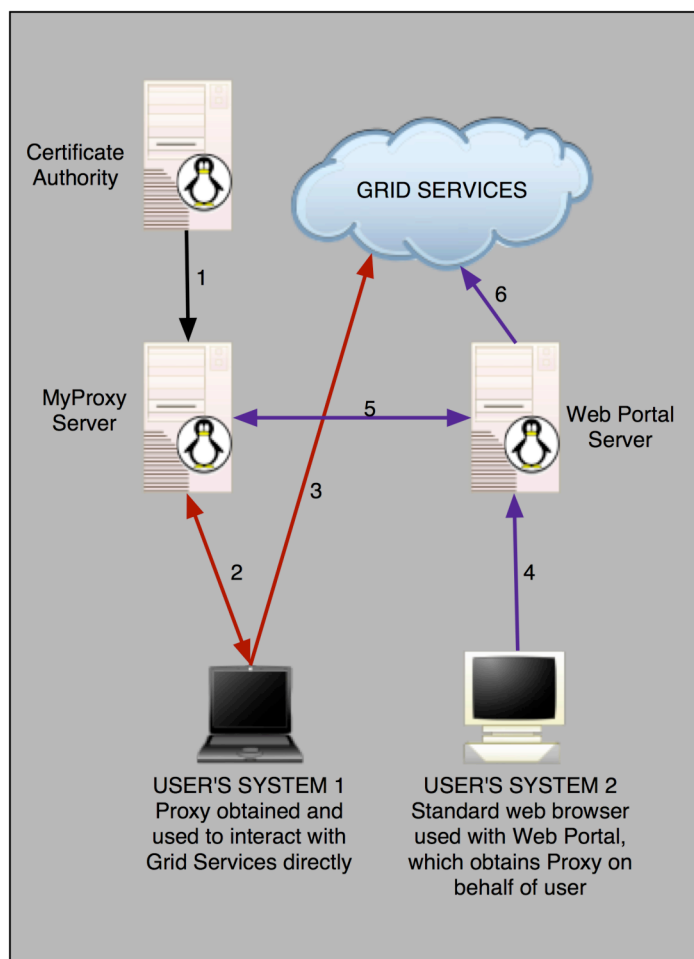 Certificate
Authority
GRID SERVICES
1
6
MyProxy
Server
5
Web Portal
Server
3
2
4
USER'S SYSTEM 1
Proxy obtained and
used to interact with
Grid Services directly
USER'S SYSTEM 2
Standard web browser
used with Web Portal,
which obtains Proxy on
behalf of user